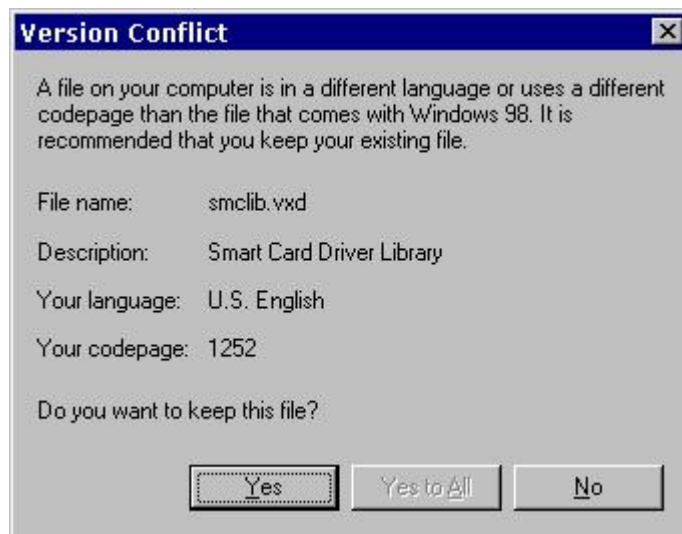 Version Conflict
A file on your computer is in a different language or uses a different
codepage than the file that comes with Windows 98. It is
recommended that you keep your existing file.
File name: smclib.vxd
Description: Smart Card Driver Library
Your language: U.S. English
Your codepage: 1252
Do you want to keep this file?
Yes Yes to All No